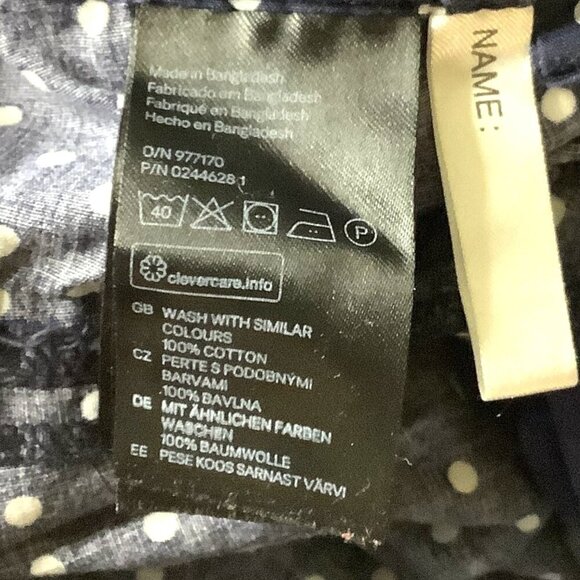 Made in Bangladesh
Fabricado em Bangladesh
Fabriqué en Bangladesh
Hecho en Bangladesh
O/N 977170
P/N 0244628 1
40
P
clevercare.info
GB WASH WITH SIMILAR
COLOURS
100% COTTON
CZ PERTE S PODOBNÝMI
BARVAMI
100% BAVLNA
DE MIT ÄHNLICHEN FARBEN
WASCHEN
100% BAUMWOLLE
EE PESE KOOS SARNAST VÄRVI
NAME: